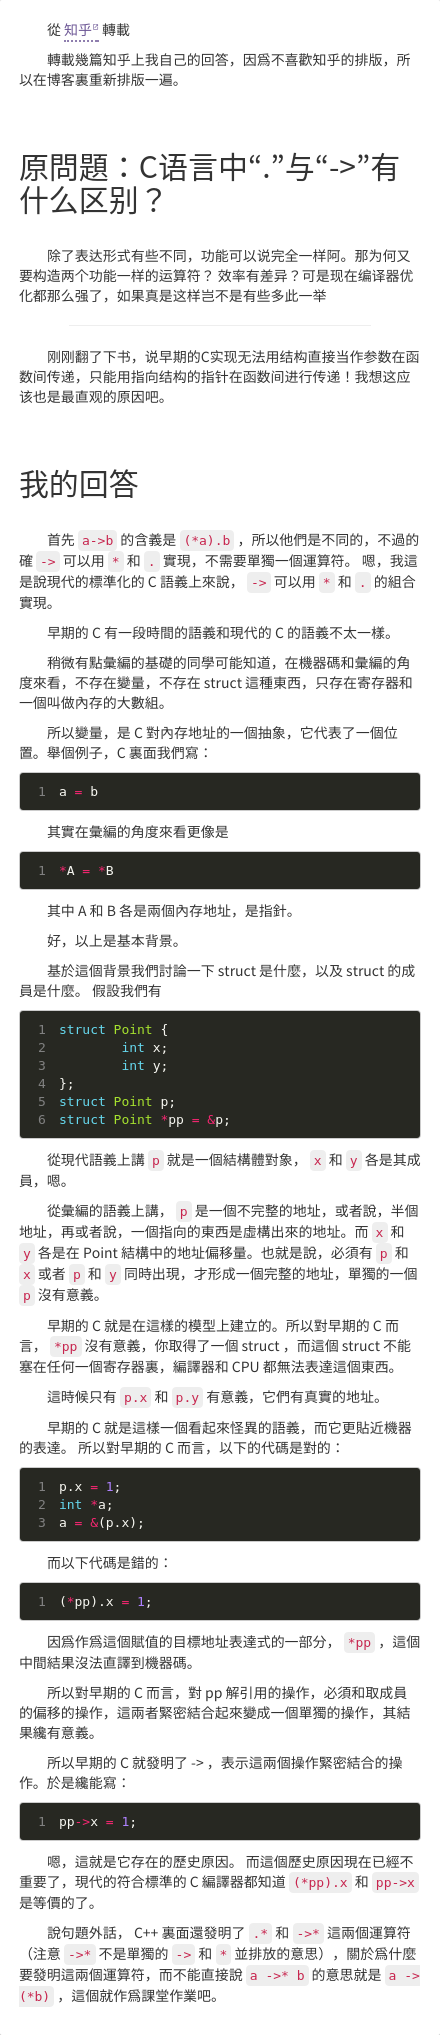 從 知乎 轉載
轉載幾篇知乎上我自己的回答，因爲不喜歡知乎的排版，所
以在博客裏重新排版一遍。
原問題：C语言中“.”与“->”有
什么区别？
除了表达形式有些不同，功能可以说完全一样阿。那为何又
要构造两个功能一样的运算符？ 效率有差异？可是现在编译器优
化都那么强了，如果真是这样岂不是有些多此一举
刚刚翻了下书，说早期的C实现无法用结构直接当作参数在函
数间传递，只能用指向结构的指针在函数间进行传递！我想这应
该也是最直观的原因吧。
我的回答
首先 a->b 的含義是 (*a).b ，所以他們是不同的，不過的
確 -> 可以用 * 和 . 實現，不需要單獨一個運算符。 嗯，我這
是說現代的標準化的 C 語義上來說， -> 可以用 * 和 . 的組合
實現。
早期的 C 有一段時間的語義和現代的 C 的語義不太一樣。
稍微有點彙編的基礎的同學可能知道，在機器碼和彙編的角
度來看，不存在變量，不存在 struct 這種東西，只存在寄存器和
一個叫做內存的大數組。
所以變量，是 C 對內存地址的一個抽象，它代表了一個位
置。舉個例子，C 裏面我們寫：
1 a = b
其實在彙編的角度來看更像是
1 *A = *B
其中 A 和 B 各是兩個內存地址，是指針。
好，以上是基本背景。
基於這個背景我們討論一下 struct 是什麼，以及 struct 的成
員是什麼。 假設我們有
1 struct Point {
2         int x;
3         int y;
4 };
5 struct Point p;
6 struct Point *pp = &p;
從現代語義上講 p 就是一個結構體對象， x 和 y 各是其成
員，嗯。
從彙編的語義上講， p 是一個不完整的地址，或者說，半個
地址，再或者說，一個指向的東西是虛構出來的地址。而 x 和
y 各是在 Point 結構中的地址偏移量。也就是說，必須有 p 和
x 或者 p 和 y 同時出現，才形成一個完整的地址，單獨的一個
p 沒有意義。
早期的 C 就是在這樣的模型上建立的。所以對早期的 C 而
言， *pp 沒有意義，你取得了一個 struct ，而這個 struct 不能
塞在任何一個寄存器裏，編譯器和 CPU 都無法表達這個東西。
這時候只有 p.x 和 p.y 有意義，它們有真實的地址。
早期的 C 就是這樣一個看起來怪異的語義，而它更貼近機器
的表達。 所以對早期的 C 而言，以下的代碼是對的：
1 p.x = 1;
2 int *a;
3 a = &(p.x);
而以下代碼是錯的：
1 (*pp).x = 1;
因爲作爲這個賦值的目標地址表達式的一部分， *pp ，這個
中間結果沒法直譯到機器碼。
所以對早期的 C 而言，對 pp 解引用的操作，必須和取成員
的偏移的操作，這兩者緊密結合起來變成一個單獨的操作，其結
果纔有意義。
所以早期的 C 就發明了 -> ，表示這兩個操作緊密結合的操
作。於是纔能寫：
1 pp->x = 1;
嗯，這就是它存在的歷史原因。 而這個歷史原因現在已經不
重要了，現代的符合標準的 C 編譯器都知道 (*pp).x 和 pp->x
是等價的了。
說句題外話， C++ 裏面還發明了 .* 和 ->* 這兩個運算符
（注意 ->* 不是單獨的 -> 和 * 並排放的意思），關於爲什麼
要發明這兩個運算符，而不能直接說 a ->* b 的意思就是 a ->
(*b) ，這個就作爲課堂作業吧。